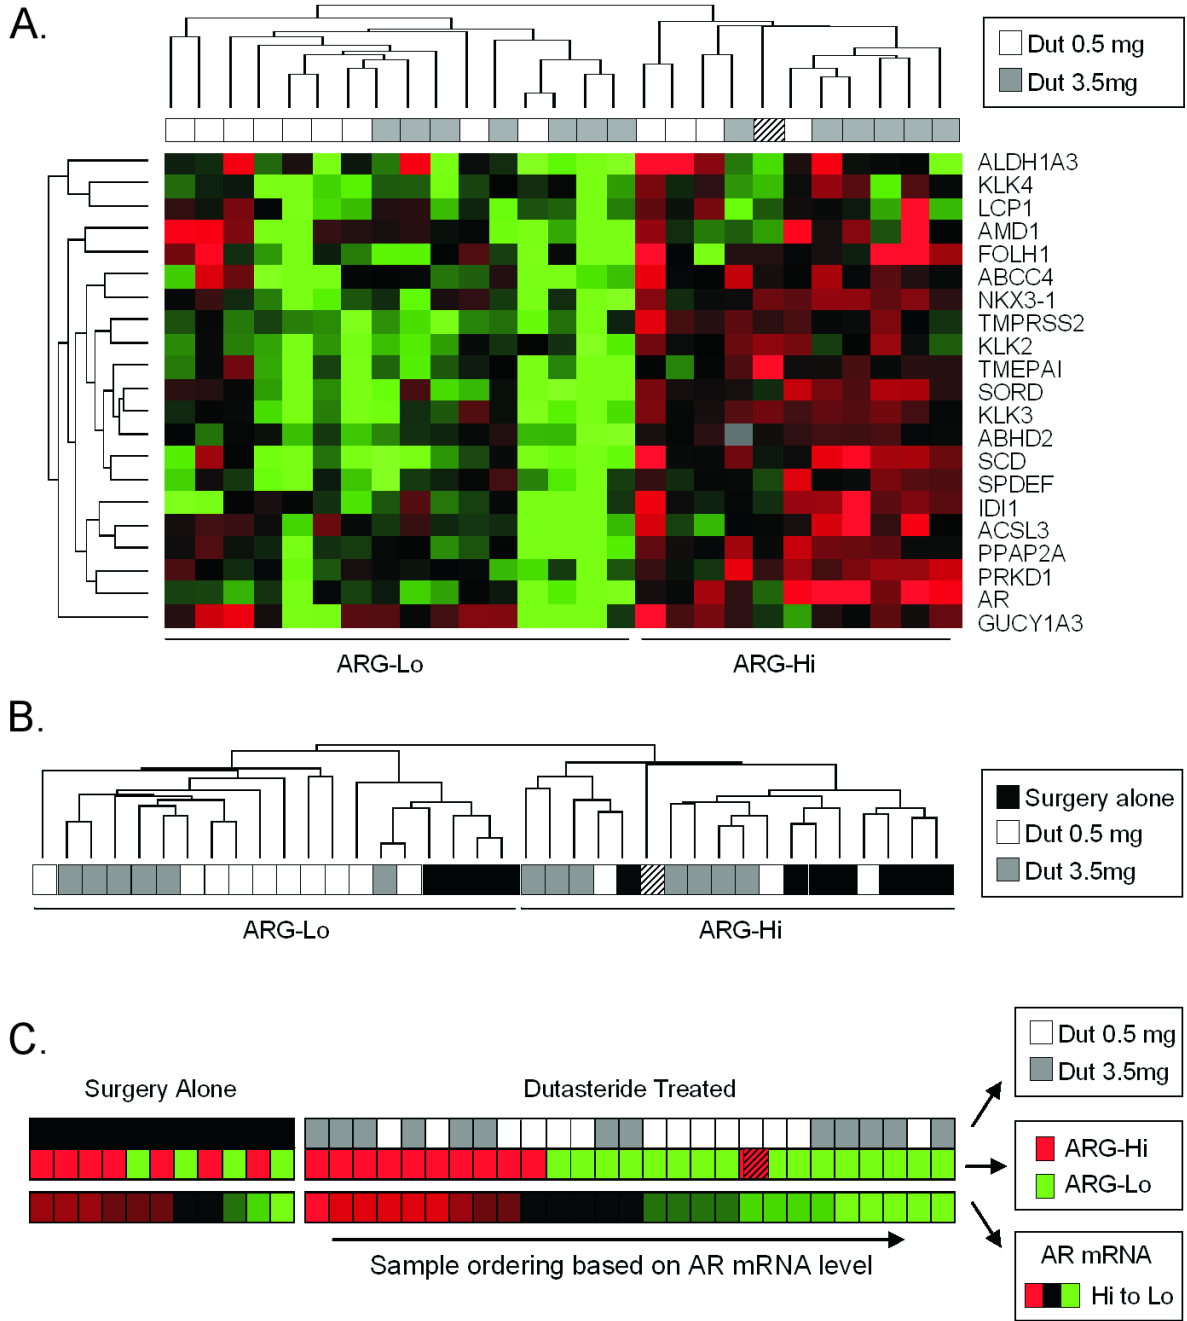 A.
Dut 0.5 mg
Dut 3.5mg
ALDH1A3
KLK4
LCP1
AMD1
FOLH1
ABCC4
NKX3-1
TMPRSS2
KLK2
TMEPAI
SORD
KLK3
ABHD2
SCD
SPDEF
IDI1
ACSL3
PPAP2A
PRKD1
AR
GUCY1A3
ARG-Lo
ARG-Hi
B.
Surgery alone
Dut 0.5 mg
Dut 3.5mg
ARG-Lo
ARG-Hi
C.
Dut 0.5 mg
Dut 3.5mg
Surgery Alone
Dutasteride Treated
ARG-Hi
ARG-Lo
Sample ordering based on AR mRNA level
AR mRNA
Hi to Lo